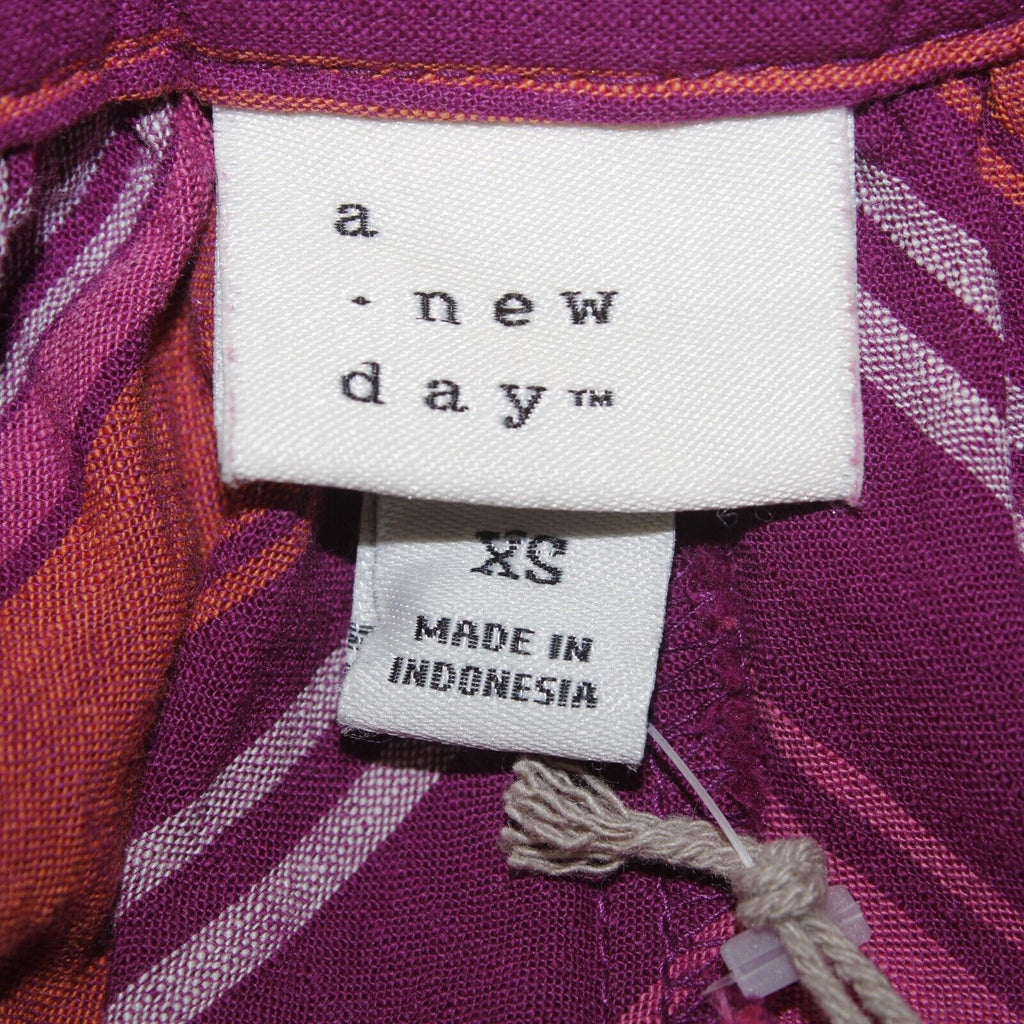 a
· new
day™
XS
MADE IN
INDONESIA